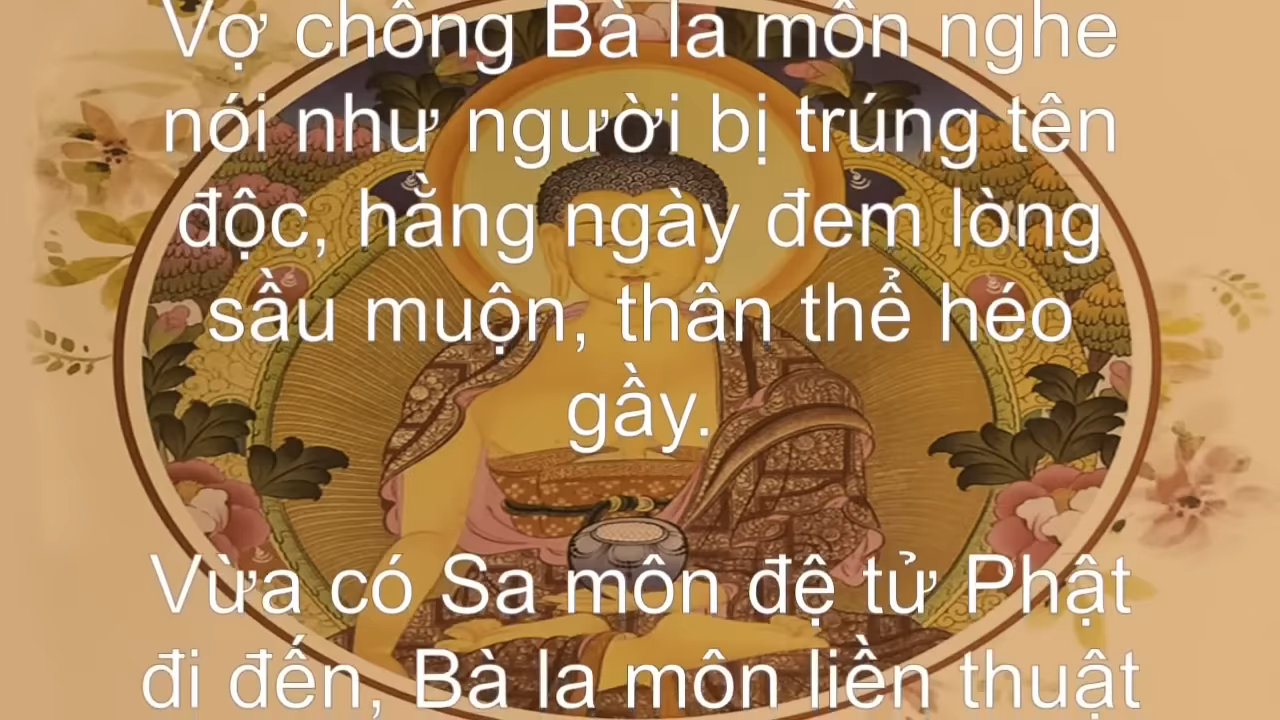 Vợ chồng Bà la môn nghe
nói như người bị trúng tên
độc, hằng ngày đem lòng
sầu muộn, thân thể héo
gầy.
Vừa có Sa môn đệ tử Phật
đi đến, Bà la môn liền thuật